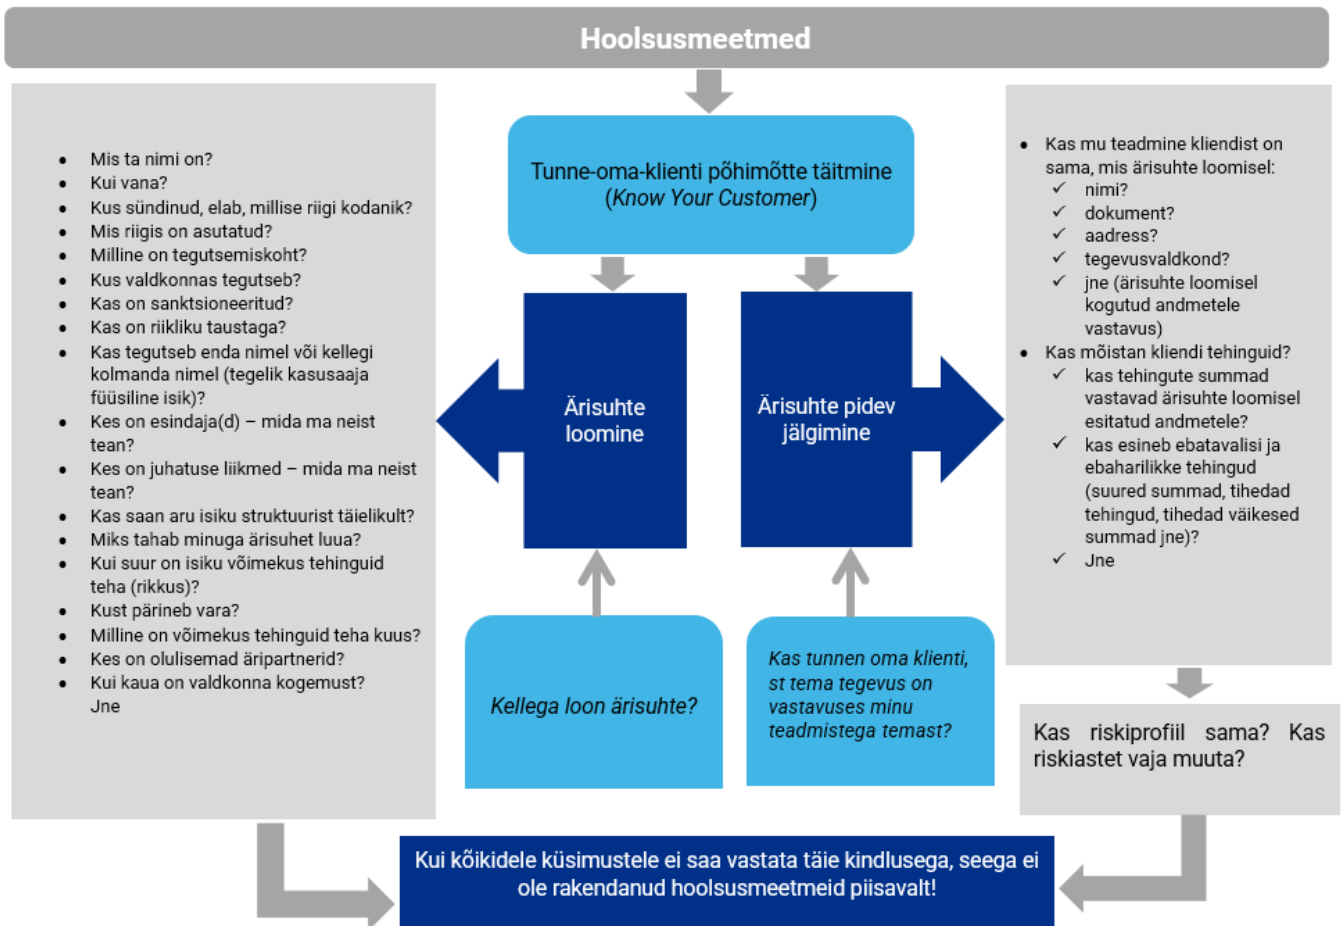 Hoolsusmeetmed
Tunne-oma-klienti põhimõtte täitmine
(Know Your Customer)
• Mis ta nimi on?
• Kui vana?
• Kus sündinud, elab, millise riigi kodanik?
• Mis riigis on asutatud?
• Milline on tegutsemiskoht?
• Kus valdkonnas tegutseb?
• Kas on sanktsioneeritud?
• Kas on riikliku taustaga?
• Kas tegutseb enda nimel või kellegi
kolmanda nimel (tegelik kasusaaja
füüsiline isik)?
• Kes on esindaja(d) – mida ma neist
tean?
• Kes on juhatuse liikmed – mida ma neist
tean?
• Kas saan aru isiku struktuurist täielikult?
• Miks tahab minuga ärisuhet luua?
• Kui suur on isiku võimekus tehinguid
teha (rikkus)?
• Kust pärineb vara?
• Milline on võimekus tehinguid teha kuus?
• Kes on olulisemad äripartnerid?
• Kui kaua on valdkonna kogemust?
Jne
Ärisuhte
loomine
Ärisuhte pidev
jälgimine
• Kas mu teadmine kliendist on
sama, mis ärisuhte loomisel:
✓ nimi?
✓ dokument?
✓ aadress?
✓ tegevusvaldkond?
✓ jne (ärisuhte loomisel
kogutud andmetele
vastavus)
• Kas mõistan kliendi tehinguid?
✓ kas tehingute summad
vastavad ärisuhte loomisel
esitatud andmetele?
✓ kas esineb ebatavalisi ja
ebaharilikke tehingud
(suured summad, tihedad
tehingud, tihedad väikesed
summad jne)?
✓ Jne
Kellega loon ärisuhte?
Kas tunnen oma klienti,
st tema tegevus on
vastavuses minu
teadmistega temast?
Kas riskiprofiil sama? Kas
riskiastet vaja muuta?
Kui kõikidele küsimustele ei saa vastata täie kindlusega, seega ei
ole rakendanud hoolsusmeetmeid piisavalt!